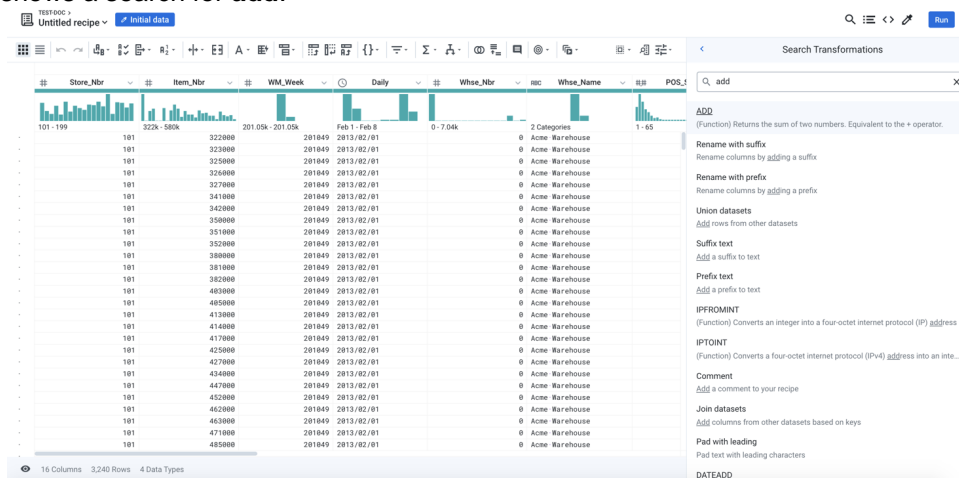 TEST-DOC >
Untitled recipe
Initial data
Run
# Store_Nbr # Item_Nbr # WM_Week Daily # Whse_Nbr ABC Whse_Name #.#
101 - 199 322k - 580k 201.05k - 201.05k Feb 1 - Feb 8 0 - 7.04k 2 Categories 1 - 65
101 322000 201049 2013/02/01 0 Acme·Warehouse
101 323000 201049 2013/02/01 0 Acme·Warehouse
101 325000 201049 2013/02/01 0 Acme·Warehouse
101 326000 201049 2013/02/01 0 Acme·Warehouse
101 327000 201049 2013/02/01 0 Acme·Warehouse
101 341000 201049 2013/02/01 0 Acme·Warehouse
101 342000 201049 2013/02/01 0 Acme·Warehouse
101 350000 201049 2013/02/01 0 Acme·Warehouse
101 351000 201049 2013/02/01 0 Acme·Warehouse
101 352000 201049 2013/02/01 0 Acme·Warehouse
101 380000 201049 2013/02/01 0 Acme·Warehouse
101 381000 201049 2013/02/01 0 Acme·Warehouse
101 382000 201049 2013/02/01 0 Acme·Warehouse
101 403000 201049 2013/02/01 0 Acme·Warehouse
101 405000 201049 2013/02/01 0 Acme·Warehouse
101 413000 201049 2013/02/01 0 Acme·Warehouse
101 414000 201049 2013/02/01 0 Acme·Warehouse
101 417000 201049 2013/02/01 0 Acme·Warehouse
101 425000 201049 2013/02/01 0 Acme·Warehouse
101 427000 201049 2013/02/01 0 Acme·Warehouse
101 434000 201049 2013/02/01 0 Acme·Warehouse
101 447000 201049 2013/02/01 0 Acme·Warehouse
101 452000 201049 2013/02/01 0 Acme·Warehouse
101 462000 201049 2013/02/01 0 Acme·Warehouse
101 463000 201049 2013/02/01 0 Acme·Warehouse
101 471000 201049 2013/02/01 0 Acme·Warehouse
101 485000 201049 2013/02/01 0 Acme·Warehouse
16 Columns 3,240 Rows 4 Data Types
Search Transformations
add
ADD
(Function) Returns the sum of two numbers. Equivalent to the + operator.
Rename with suffix
Rename columns by adding a suffix
Rename with prefix
Rename columns by adding a prefix
Union datasets
Add rows from other datasets
Suffix text
Add a suffix to text
Prefix text
Add a prefix to text
IPFROMINT
(Function) Converts an integer into a four-octet internet protocol (IP) address
IPTOINT
(Function) Converts a four-octet internet protocol (IPv4) address into an inte...
Comment
Add a comment to your recipe
Join datasets
Add columns from other datasets based on keys
Pad with leading
Pad text with leading characters
DATEADD